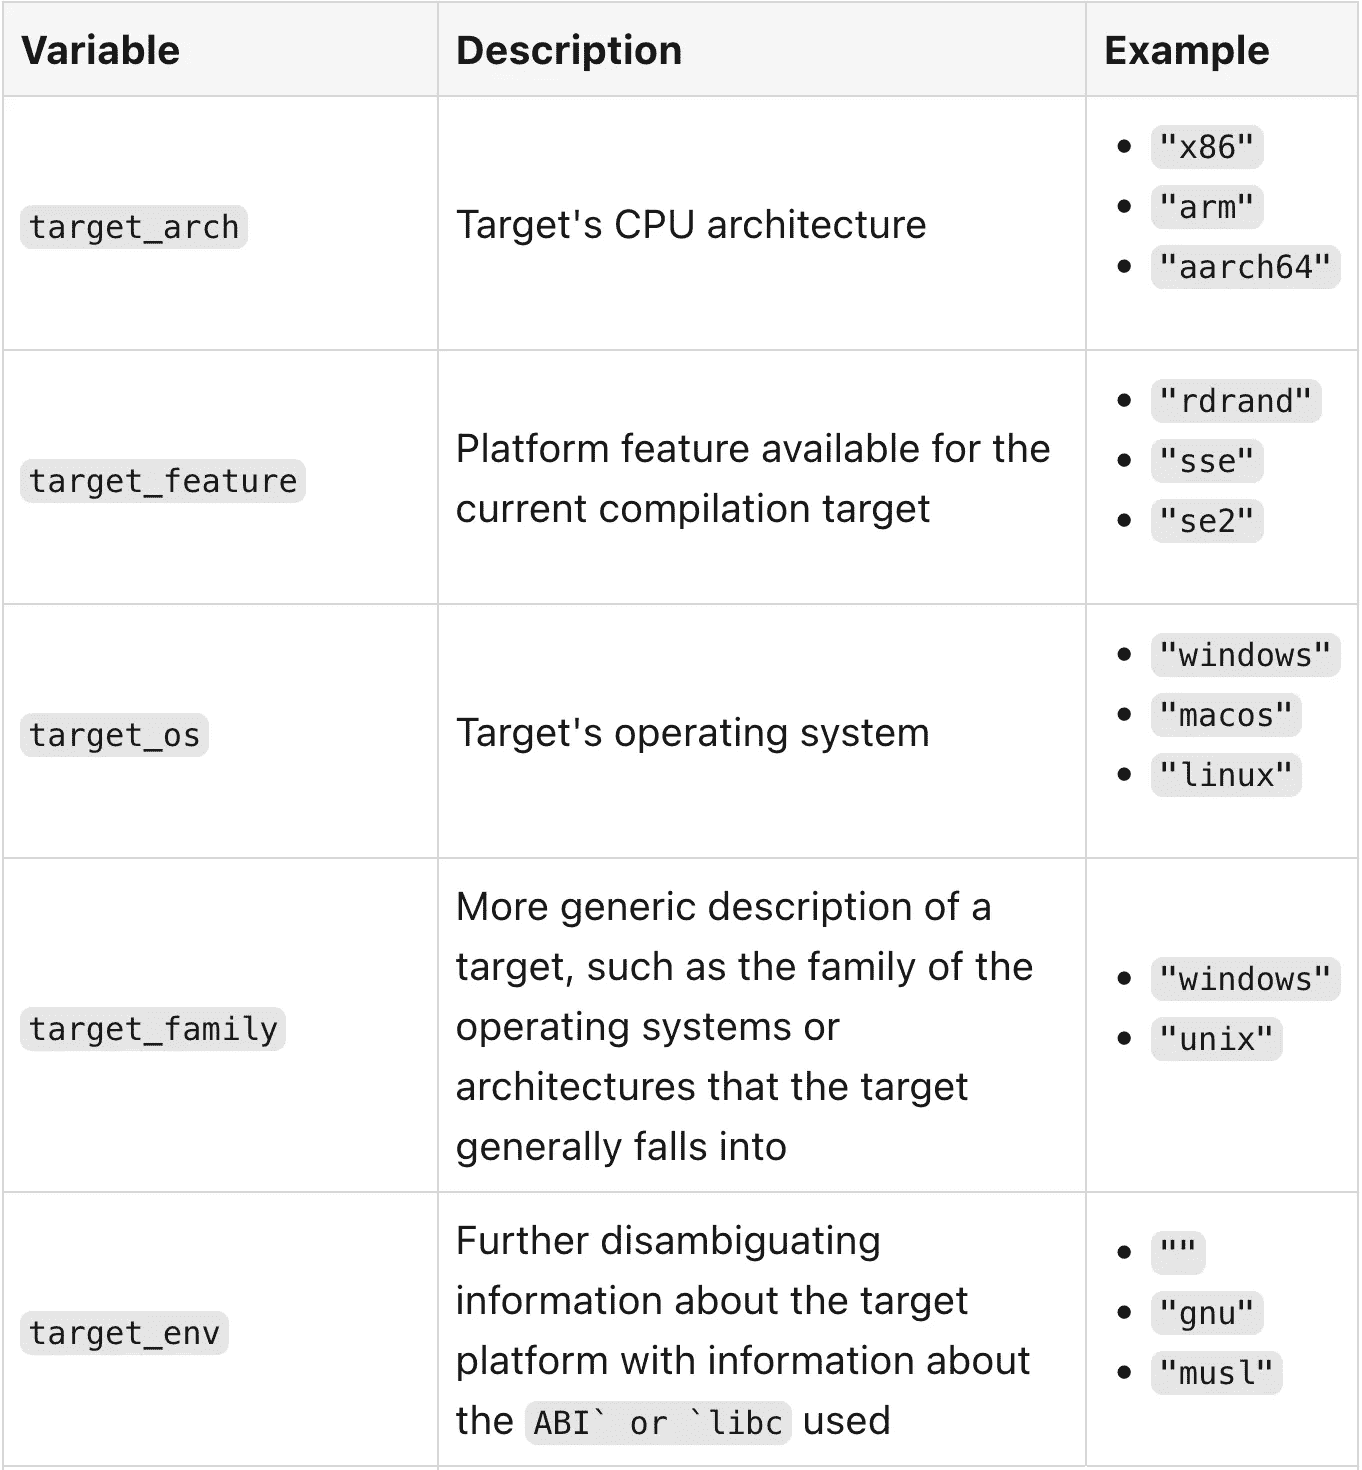 Variable Description Example
target_arch Target's CPU architecture
"x86"
"arm"
"aarch64"
target_feature
Platform feature available for the
current compilation target
"rdrand"
"sse"
"se2"
target_os Target's operating system
"windows"
"macos"
"linux"
target_family
More generic description of a
target, such as the family of the
operating systems or
architectures that the target
generally falls into
"windows"
"unix"
target_env
Further disambiguating
information about the target
platform with information about
the ABI` or `libc used
""
"gnu"
"musl"